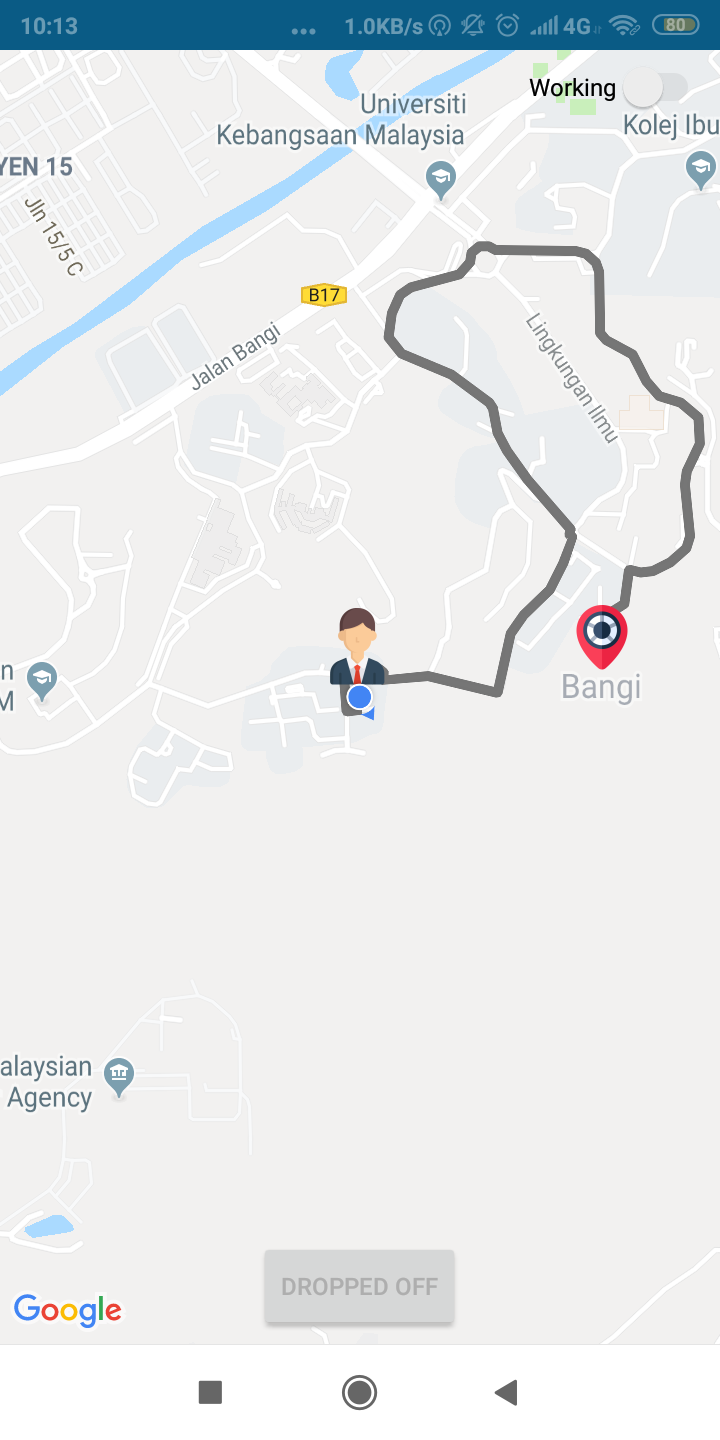 10:13
... 1.0KB/s 4G 80
Working
Universiti
Kebangsaan Malaysia
Kolej Ibu
YEN 15
Jln 15/5 C
B17
Jalan Bangi
Lingkungan Ilmu
n
M
Bangi
alaysian
Agency
DROPPED OFF
Google